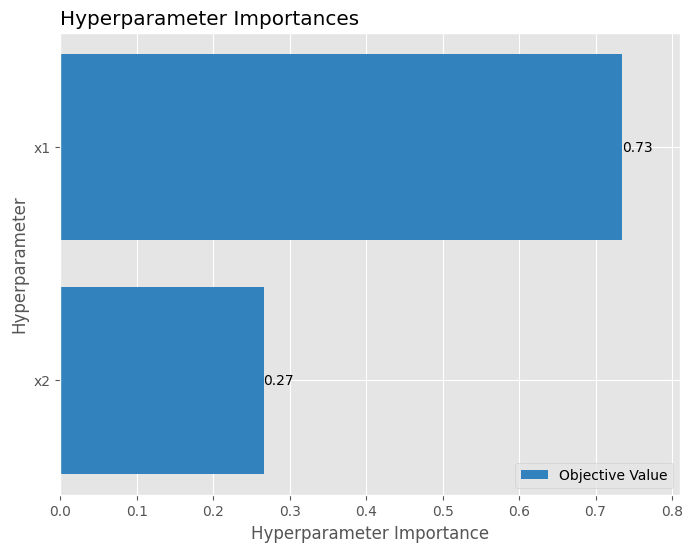 Hyperparameter Importances
Hyperparameter
x1
0.73
x2
0.27
Objective Value
0.0 0.1 0.2 0.3 0.4 0.5 0.6 0.7 0.8
Hyperparameter Importance